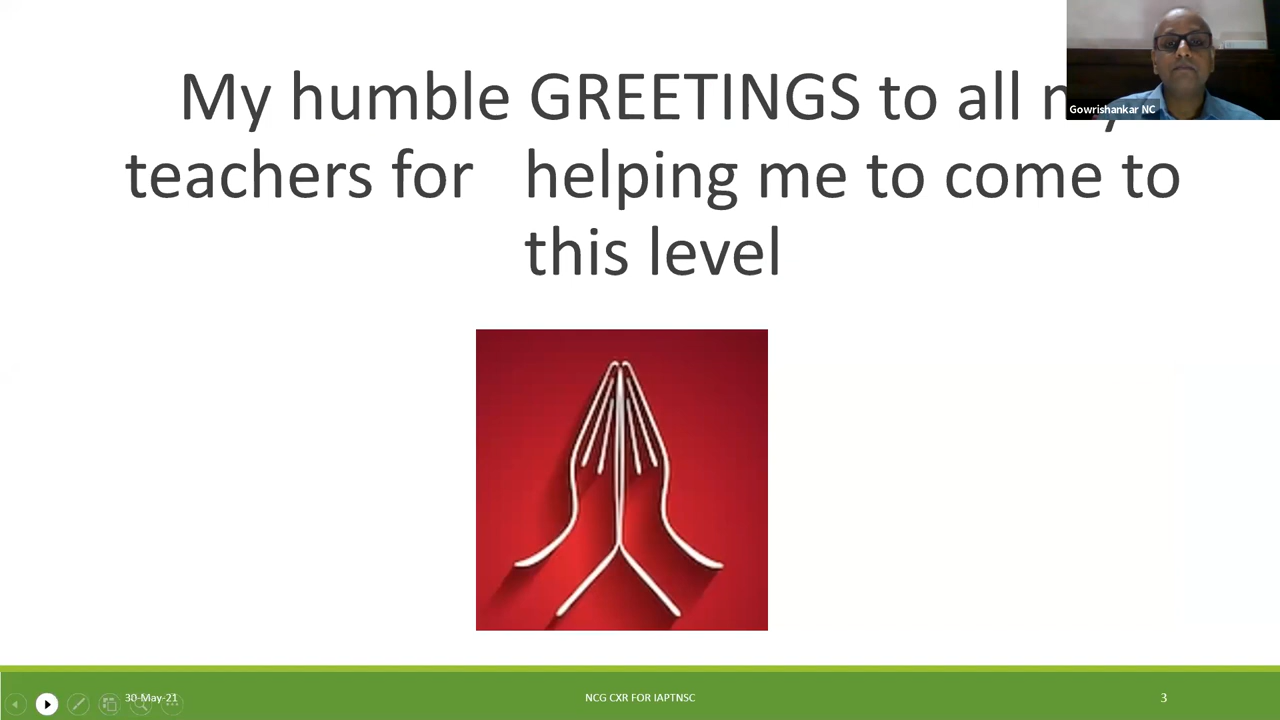 My humble GREETINGS to all my
teachers for helping me to come to
this level
Gowrishankar NC
30-May-21
NCG CXR FOR IAPTNSC
3